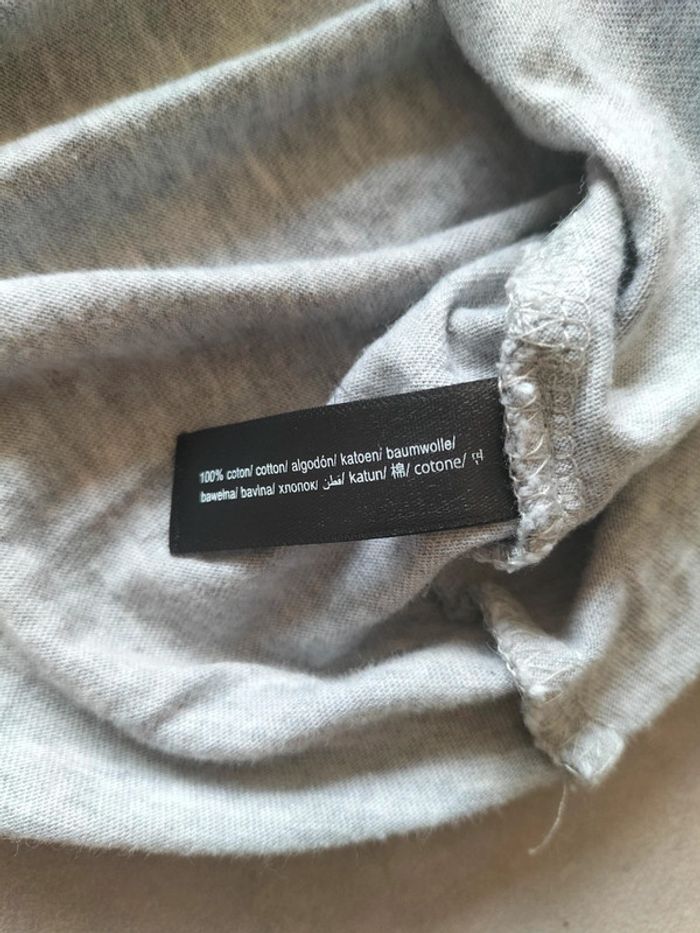 100% coton/ cotton/ algodón/ katoen/ baumwolle/
bawełna/ bavlna/ хлопок/ قطن/ katun/ 棉/ cotone/ 면